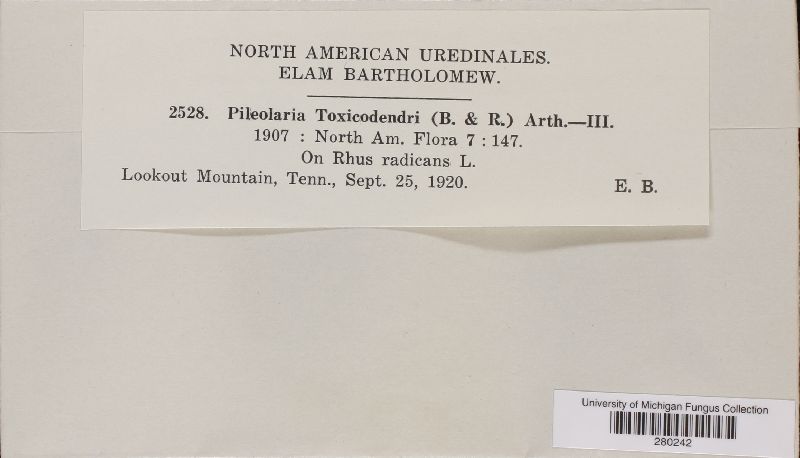 NORTH AMERICAN UREDINALES.
ELAM BARTHOLOMEW.
2528. Pileolaria Toxicodendri (B. & R.) Arth.—III.
1907 : North Am. Flora 7 : 147.
On Rhus radicans L.
Lookout Mountain, Tenn., Sept. 25, 1920. E. B.
University of Michigan Fungus Collection
280242